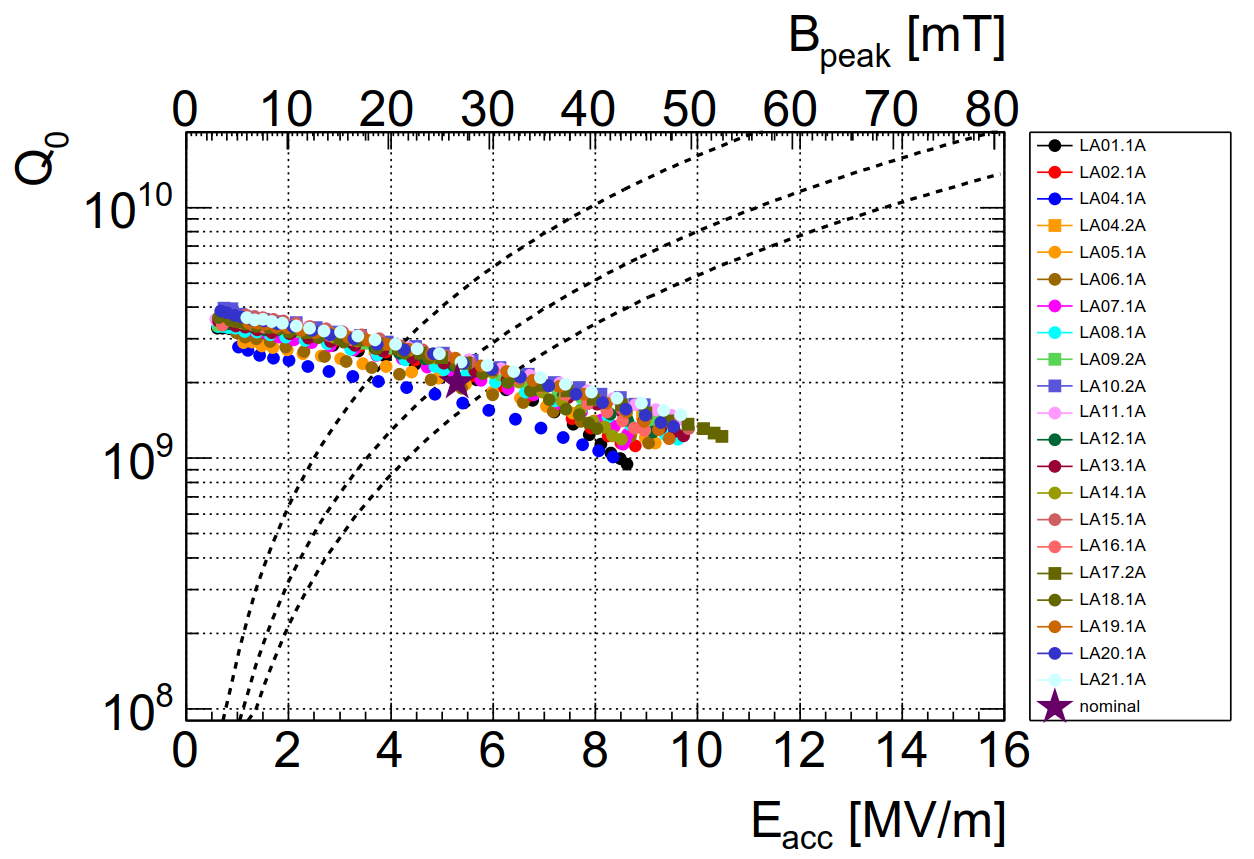 B_peak [mT]
0 10 20 30 40 50 60 70 80
Q_0
10^10
10^9
10^8
0 2 4 6 8 10 12 14 16
E_acc [MV/m]
LA01.1A
LA02.1A
LA04.1A
LA04.2A
LA05.1A
LA06.1A
LA07.1A
LA08.1A
LA09.2A
LA10.2A
LA11.1A
LA12.1A
LA13.1A
LA14.1A
LA15.1A
LA16.1A
LA17.2A
LA18.1A
LA19.1A
LA20.1A
LA21.1A
nominal